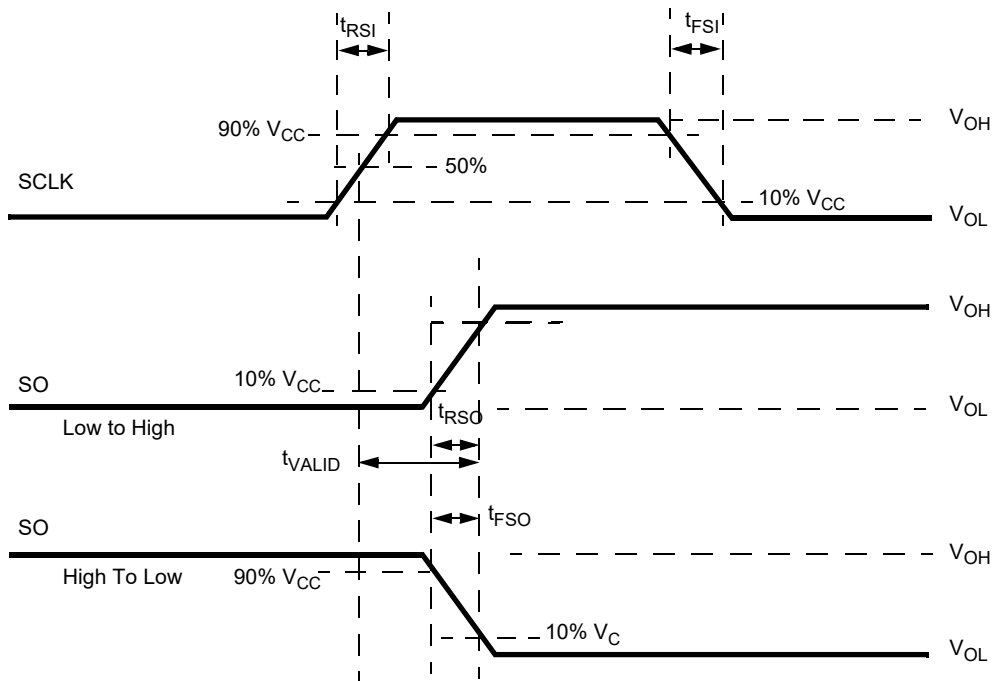 tRSI
tFSI
90% VCC
VOH
50%
SCLK
10% VCC
VOL
VOH
SO
10% VCC
tRSO
VOL
Low to High
tVALID
SO
tFSO
VOH
High To Low
90% VCC
10% VC
VOL